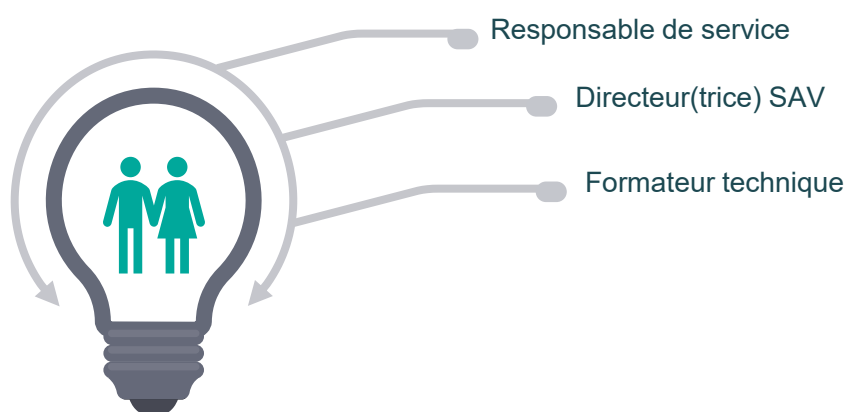 Responsable de service
Directeur(trice) SAV
Formateur technique